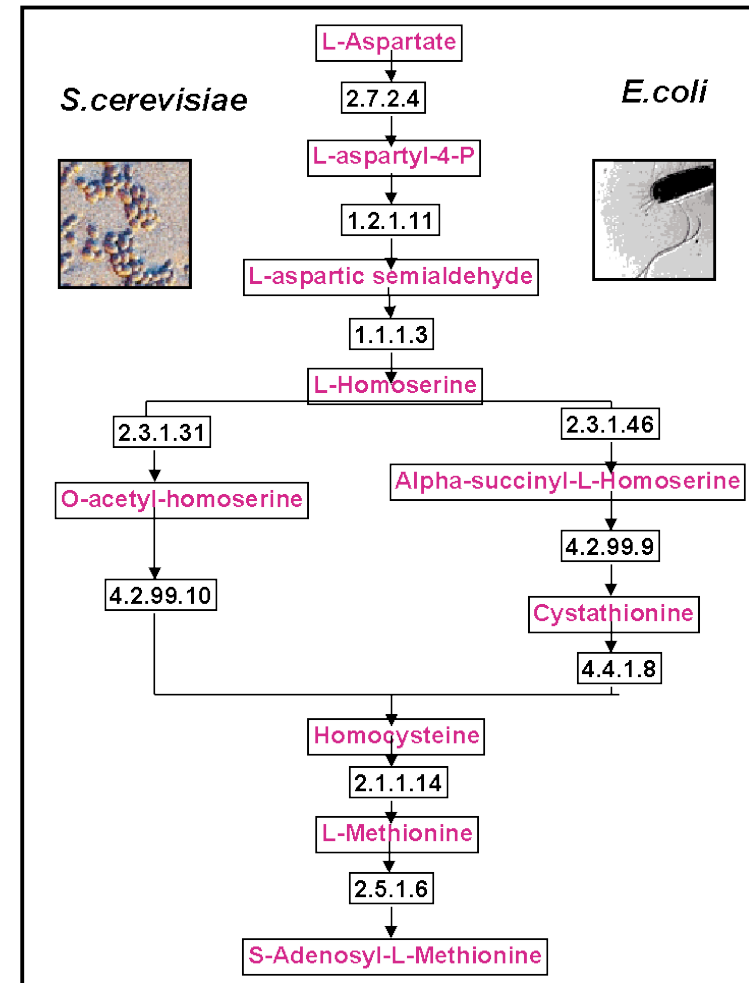 L-Aspartate
S.cerevisiae
E.coli
2.7.2.4
L-aspartyl-4-P
1.2.1.11
L-aspartic semialdehyde
1.1.1.3
L-Homoserine
2.3.1.31
2.3.1.46
O-acetyl-homoserine
Alpha-succinyl-L-Homoserine
4.2.99.9
4.2.99.10
Cystathionine
4.4.1.8
Homocysteine
2.1.1.14
L-Methionine
2.5.1.6
S-Adenosyl-L-Methionine